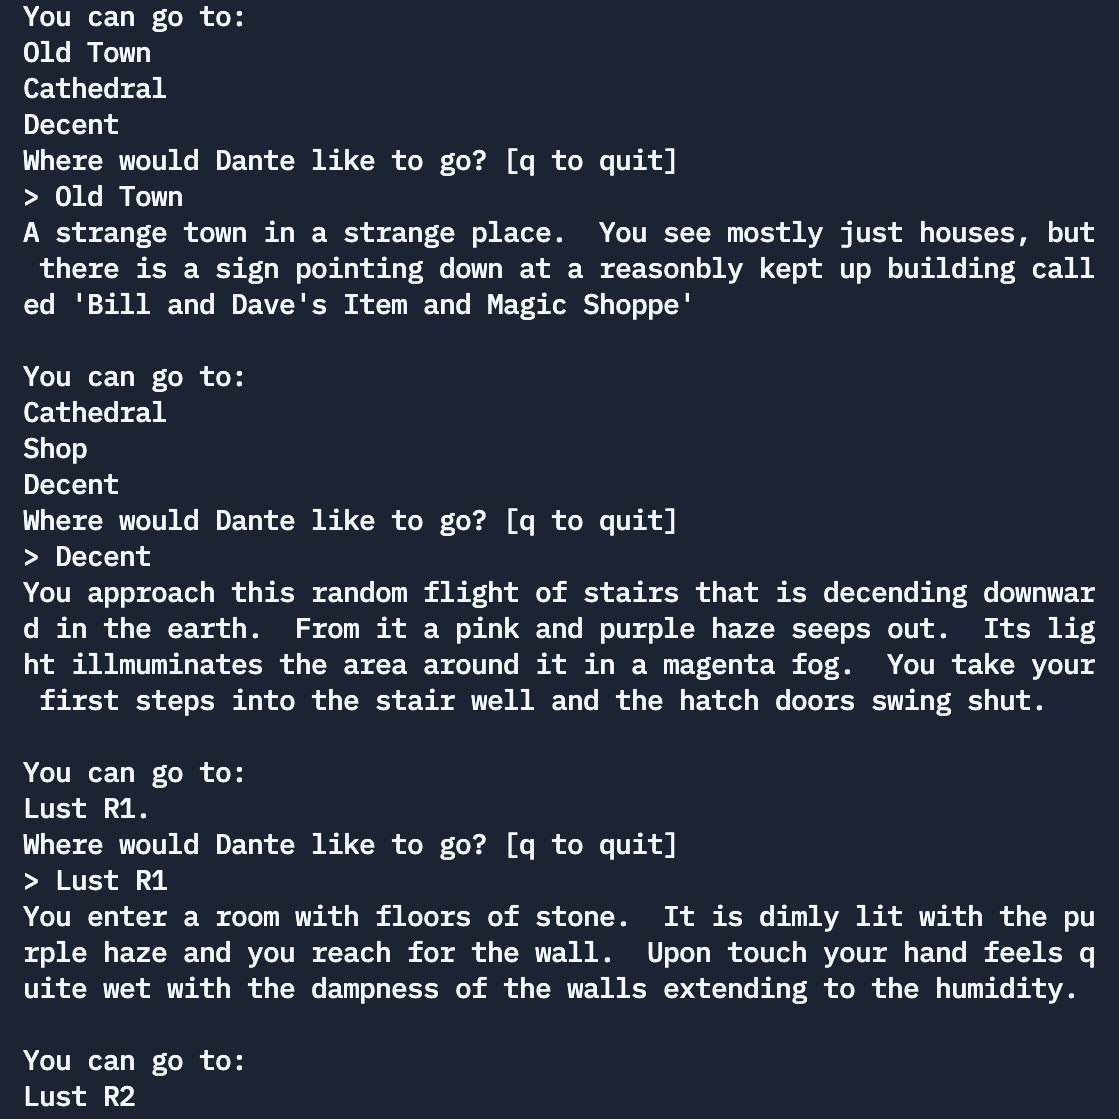 You can go to:
Old Town
Cathedral
Decent
Where would Dante like to go? [q to quit]
> Old Town
A strange town in a strange place.  You see mostly just houses, but
 there is a sign pointing down at a reasonbly kept up building call
ed 'Bill and Dave's Item and Magic Shoppe'

You can go to:
Cathedral
Shop
Decent
Where would Dante like to go? [q to quit]
> Decent
You approach this random flight of stairs that is decending downwar
d in the earth.  From it a pink and purple haze seeps out.  Its lig
ht illmuminates the area around it in a magenta fog.  You take your
 first steps into the stair well and the hatch doors swing shut.

You can go to:
Lust R1.
Where would Dante like to go? [q to quit]
> Lust R1
You enter a room with floors of stone.  It is dimly lit with the pu
rple haze and you reach for the wall.  Upon touch your hand feels q
uite wet with the dampness of the walls extending to the humidity.

You can go to:
Lust R2